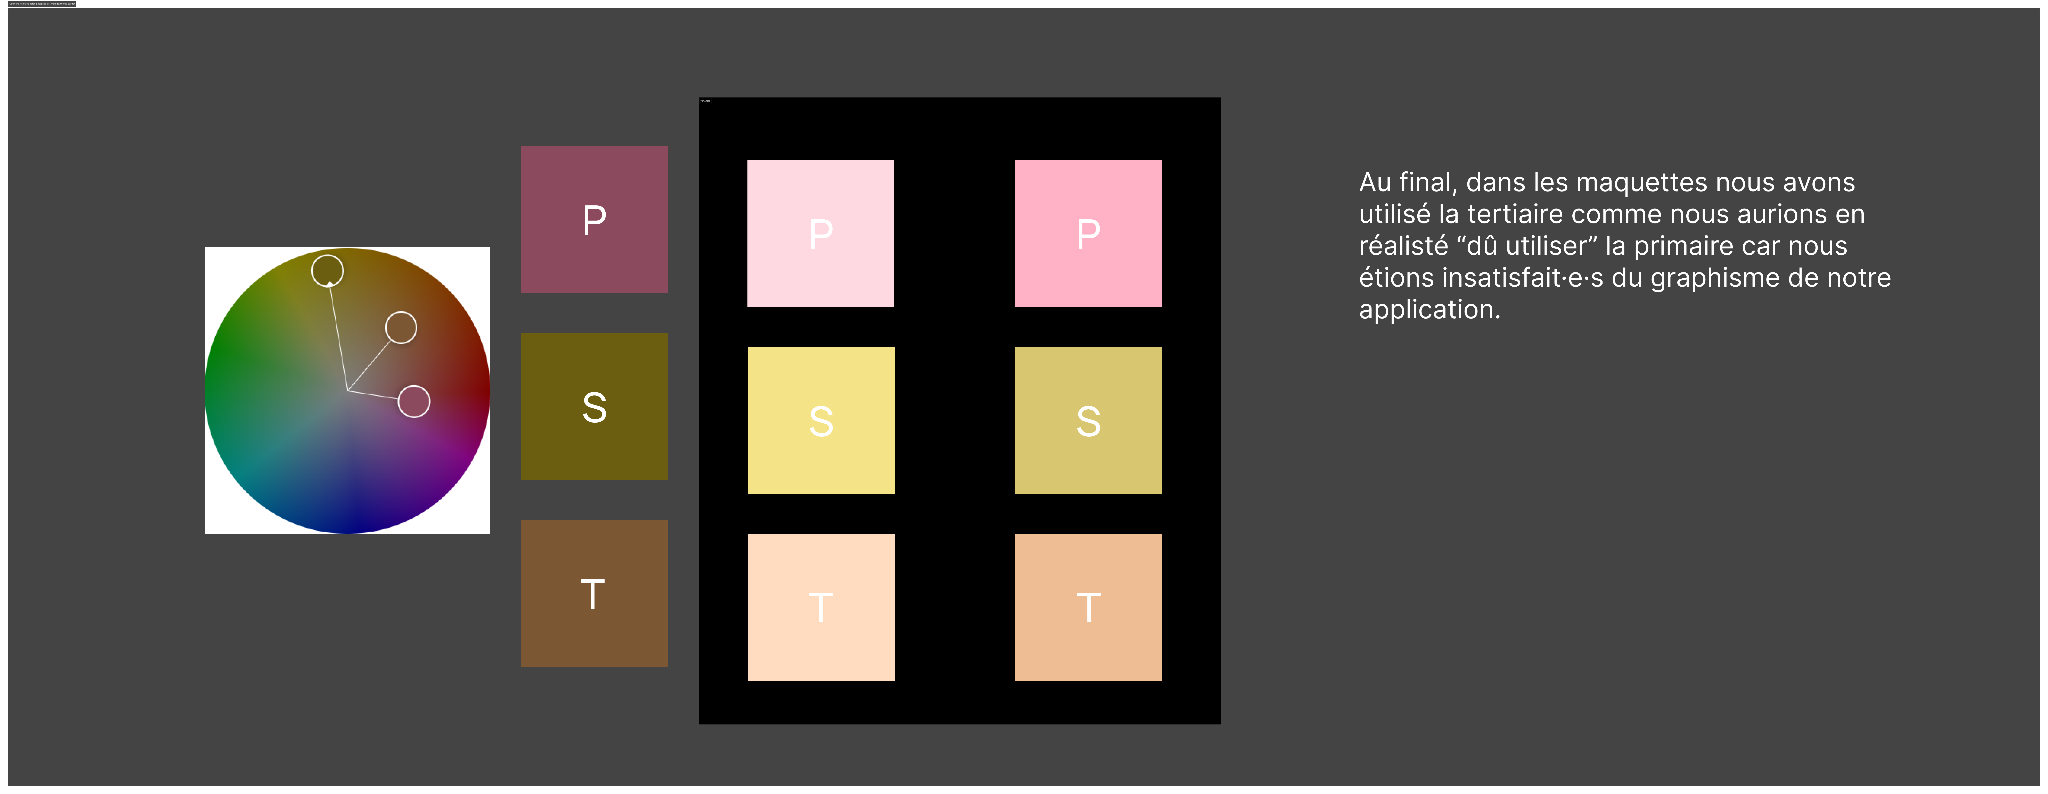 P
P
P
S
S
S
T
T
T
Au final, dans les maquettes nous avons
utilisé la tertiaire comme nous aurions en
réalisté “dû utiliser” la primaire car nous
étions insatisfait·e·s du graphisme de notre
application.